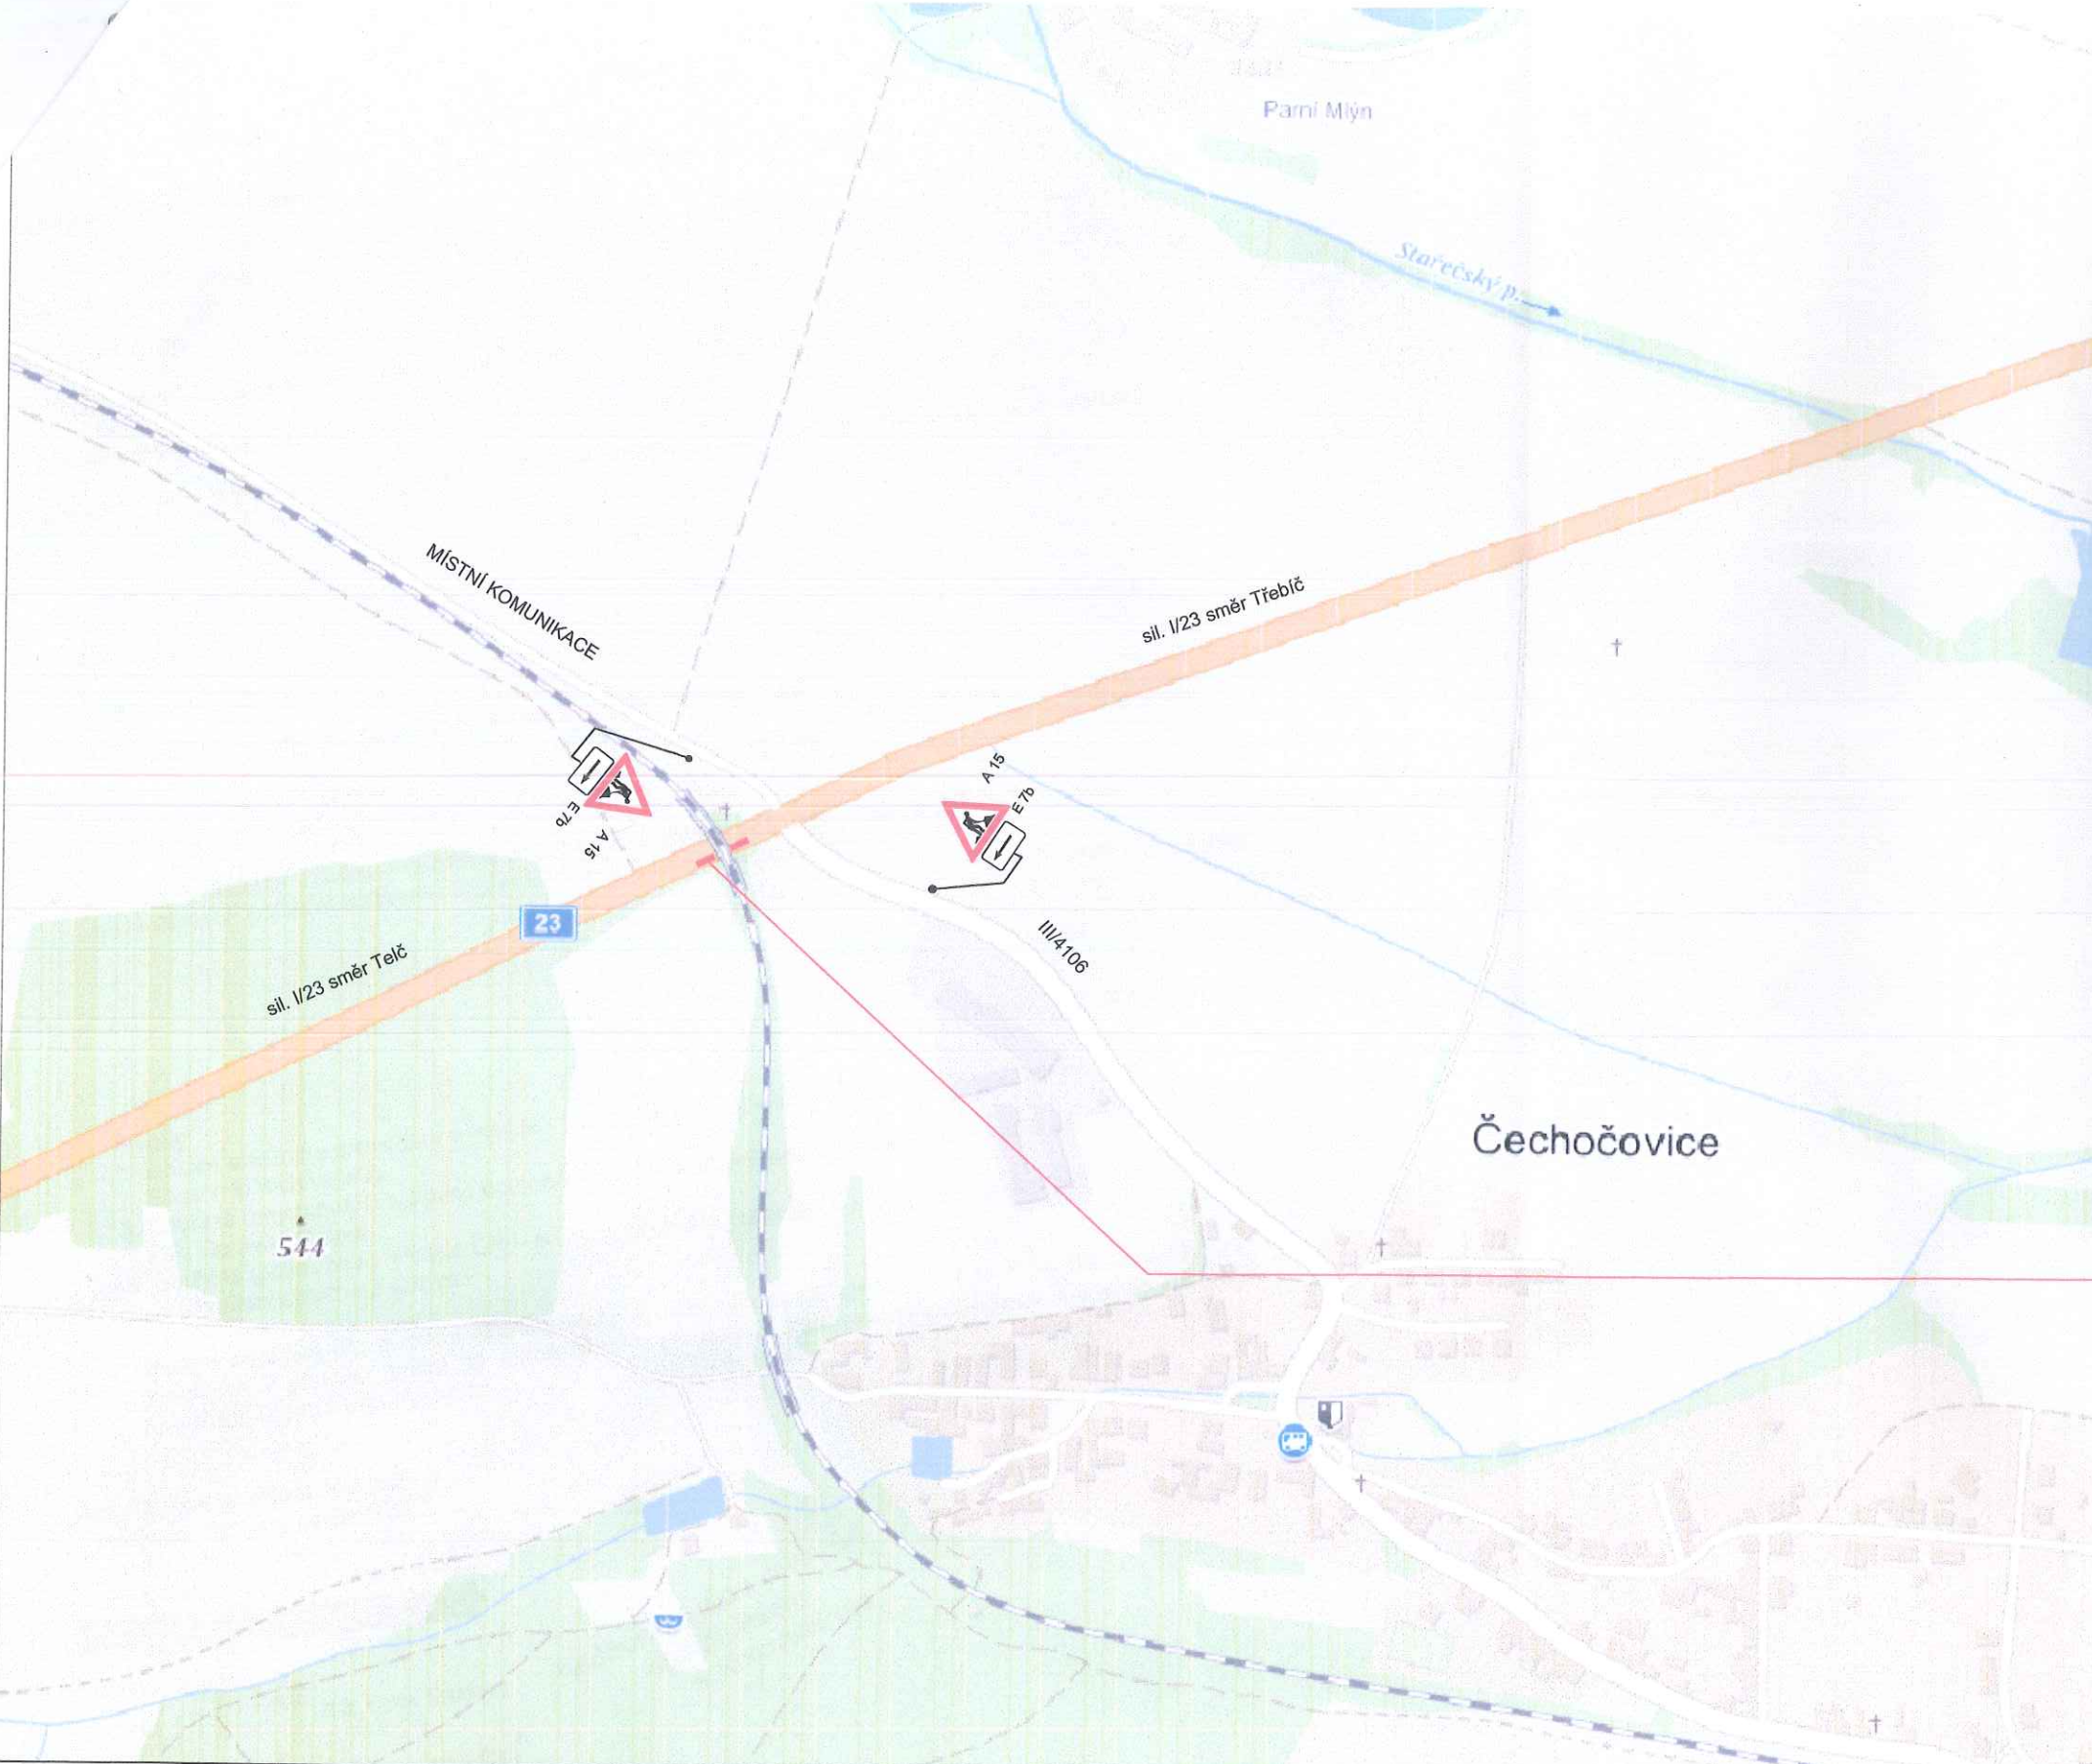 Parní Mlýn
Stařečský p.
MÍSTNÍ KOMUNIKACE
sil. I/23 směr Třebíč
A 15
E 7b
E 7b
A 15
23
III/4106
sil. I/23 směr Telč
Čechočovice
544